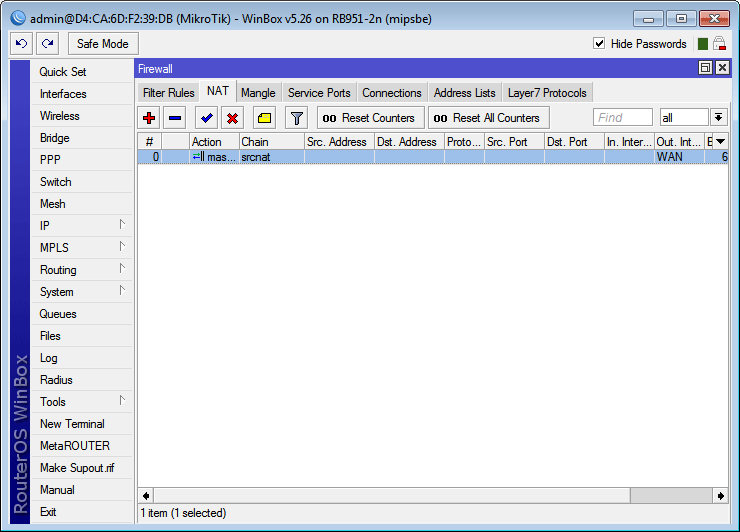 admin@D4:CA:6D:F2:39:DB (MikroTik) - WinBox v5.26 on RB951-2n (mipsbe)
Safe Mode
Hide Passwords
RouterOS WinBox
Quick Set
Interfaces
Wireless
Bridge
PPP
Switch
Mesh
IP
MPLS
Routing
System
Queues
Files
Log
Radius
Tools
New Terminal
MetaROUTER
Make Supout.rif
Manual
Exit
Firewall
Filter Rules NAT Mangle Service Ports Connections Address Lists Layer7 Protocols
00 Reset Counters 00 Reset All Counters Find all
# Action Chain Src. Address Dst. Address Proto... Src. Port Dst. Port In. Inter... Out. Int... B
0 mas... srcnat WAN 6
1 item (1 selected)